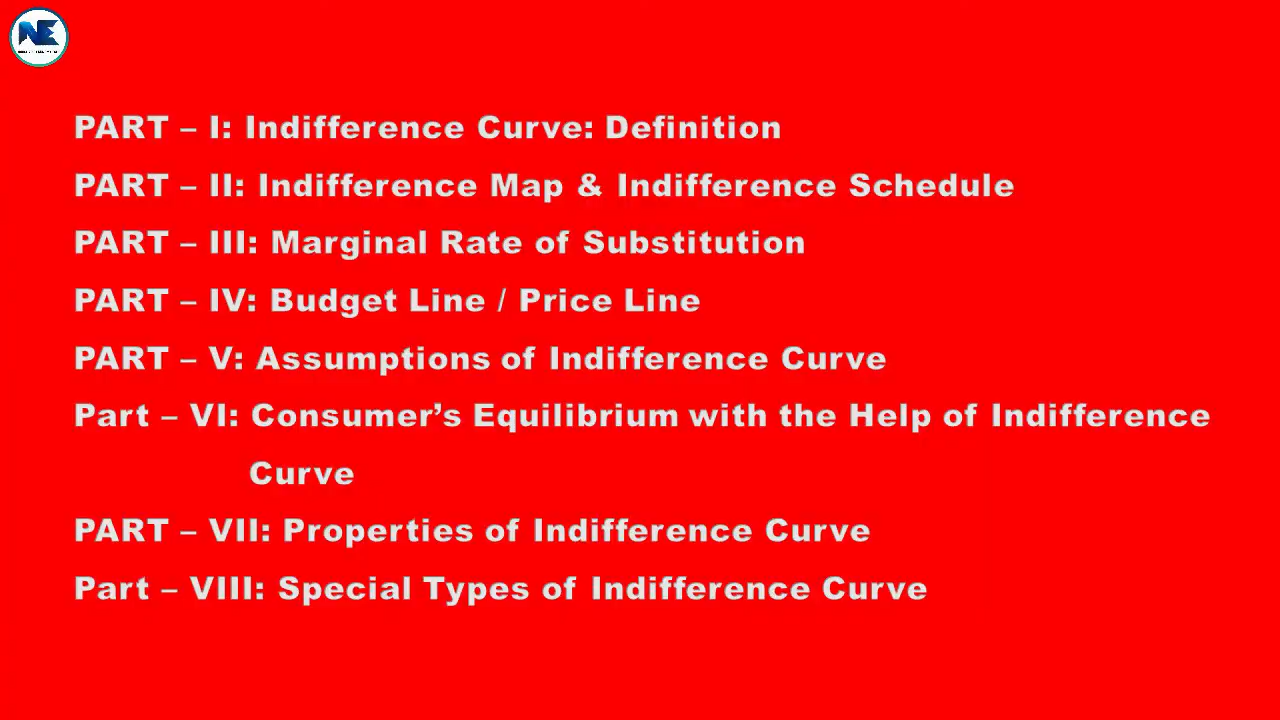 NE
PART – I: Indifference Curve: Definition
PART – II: Indifference Map & Indifference Schedule
PART – III: Marginal Rate of Substitution
PART – IV: Budget Line / Price Line
PART – V: Assumptions of Indifference Curve
Part – VI: Consumer’s Equilibrium with the Help of Indifference
Curve
PART – VII: Properties of Indifference Curve
Part – VIII: Special Types of Indifference Curve